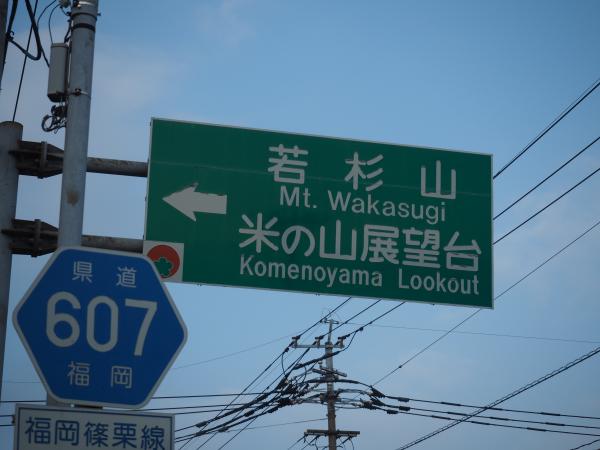 若杉山
Mt. Wakasugi
米の山展望台
Komenoyama Lookout
県道
607
福岡
福岡篠栗線